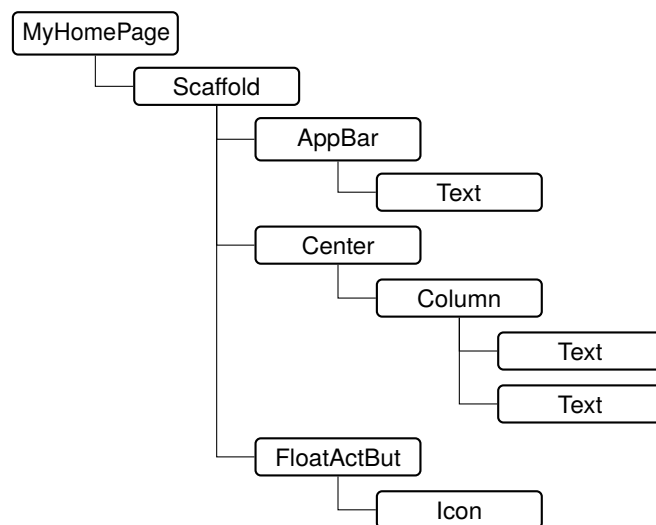 MyHomePage
Scaffold
AppBar
Text
Center
Column
Text
Text
FloatActBut
Icon